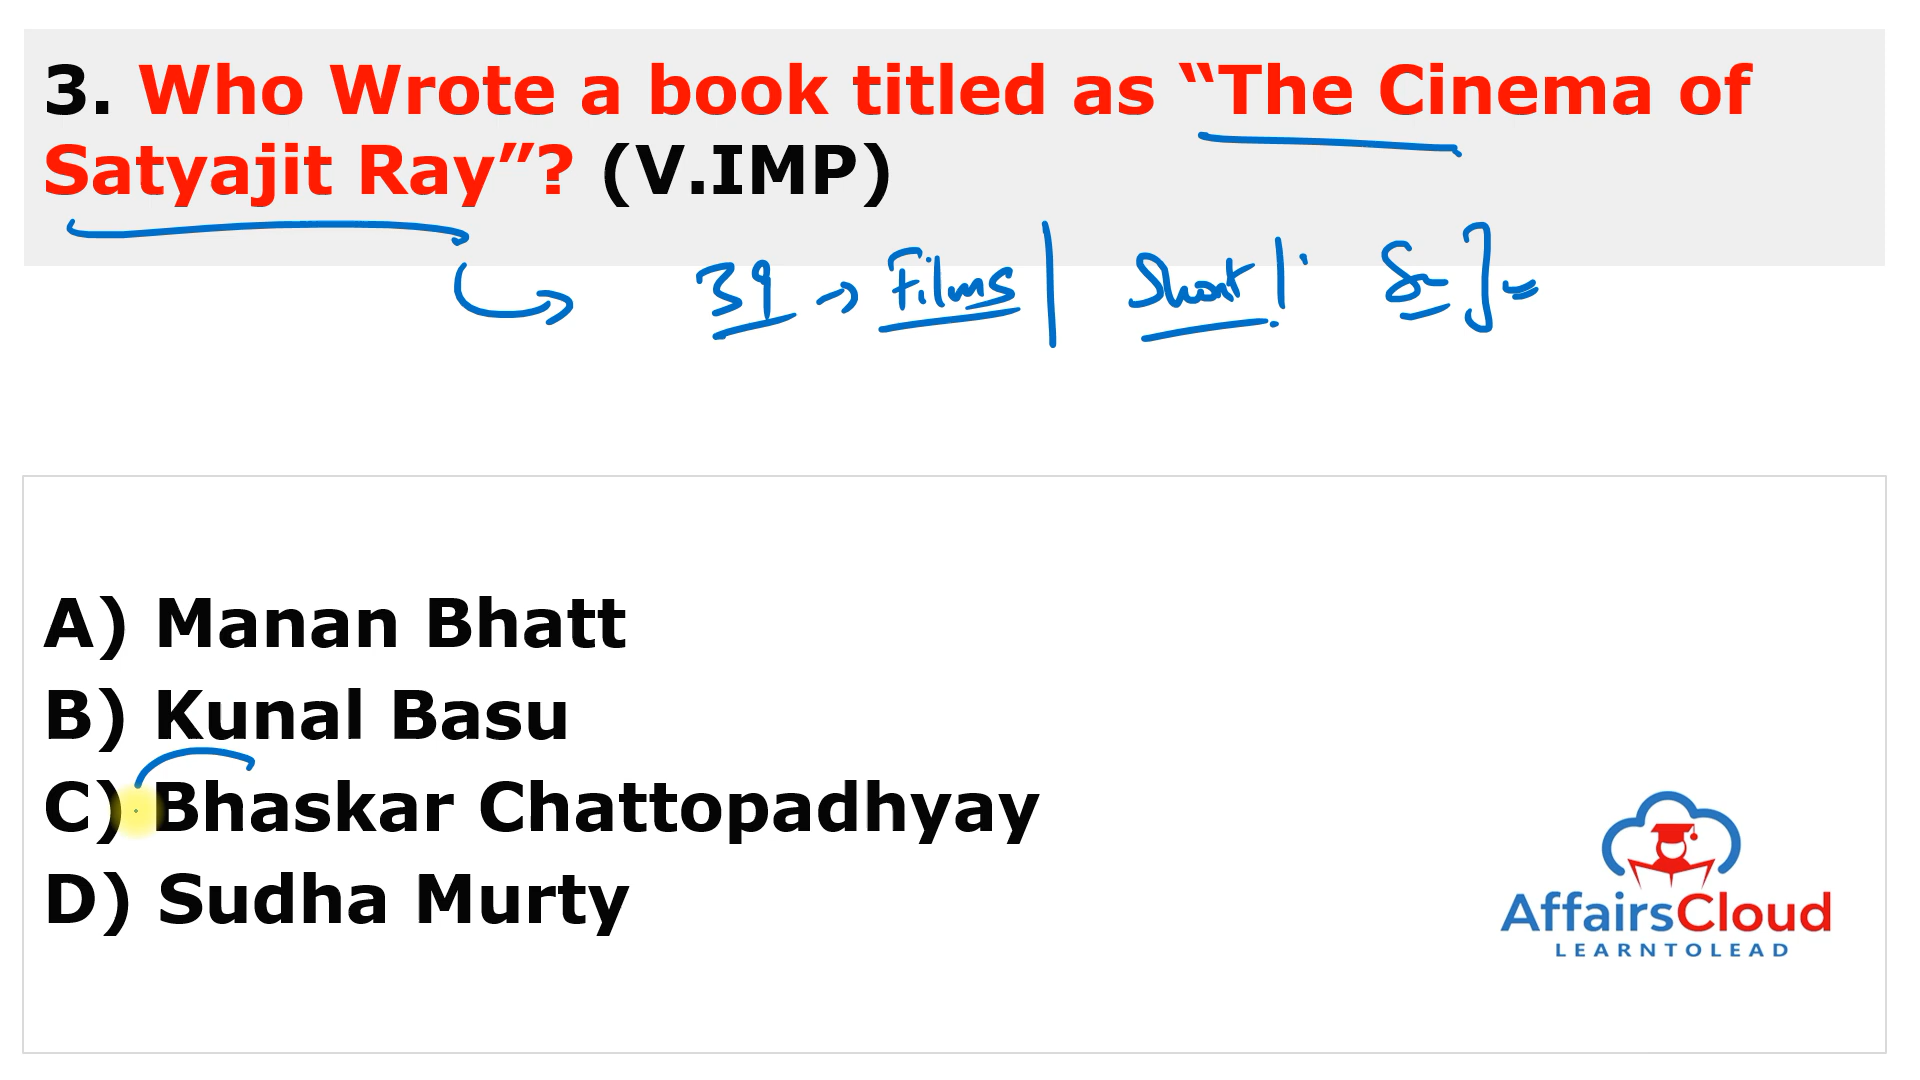 3. Who Wrote a book titled as “The Cinema of
Satyajit Ray”? (V.IMP)
39 → Films | Short |
A) Manan Bhatt
B) Kunal Basu
C) Bhaskar Chattopadhyay
D) Sudha Murty
AffairsCloud
LEARNTOLEAD